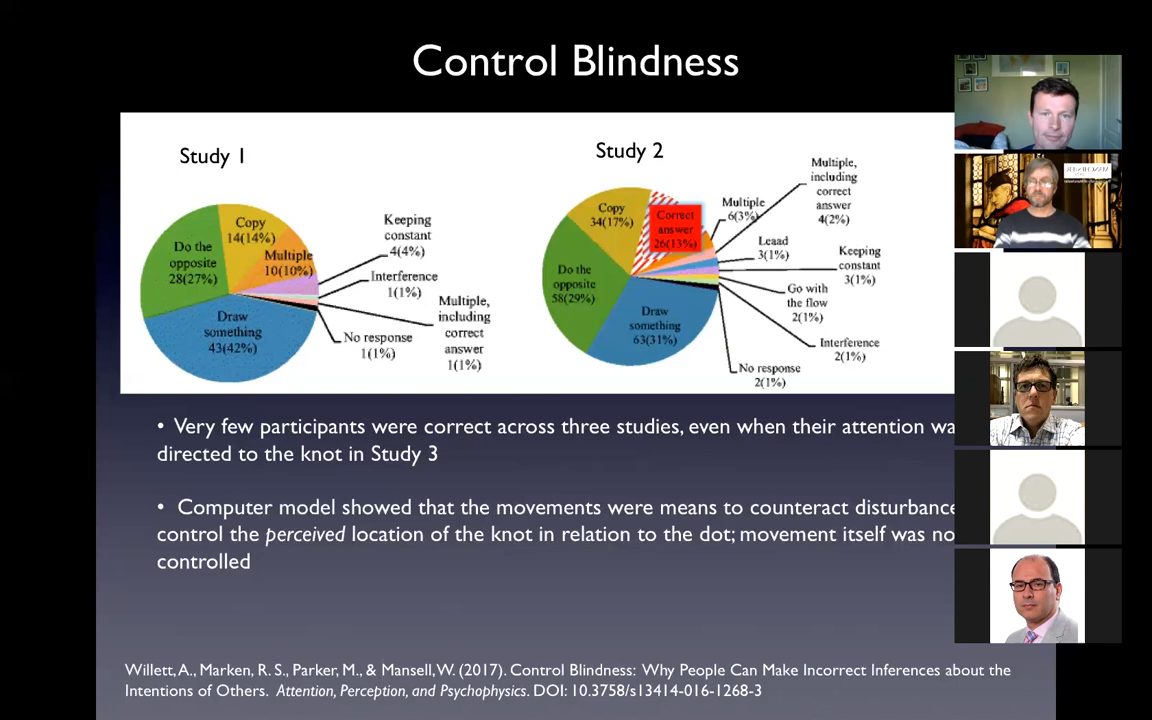 Control Blindness
Study 1
Copy
14(14%)
Do the
opposite
28(27%)
Multiple
10(10%)
Draw
something
43(42%)
Keeping
constant
4(4%)
Interference
1(1%)
Multiple,
including
correct
answer
1(1%)
No response
1(1%)
Study 2
Copy
34(17%)
Correct
answer
26(13%)
Do the
opposite
58(29%)
Draw
something
63(31%)
Multiple
6(3%)
Multiple,
including
correct
answer
4(2%)
Leaad
3(1%)
Keeping
constant
3(1%)
Go with
the flow
2(1%)
Interference
2(1%)
No response
2(1%)
• Very few participants were correct across three studies, even when their attention wa
directed to the knot in Study 3
• Computer model showed that the movements were means to counteract disturbance
control the perceived location of the knot in relation to the dot; movement itself was no
controlled
Willett, A., Marken, R. S., Parker, M., & Mansell, W. (2017). Control Blindness: Why People Can Make Incorrect Inferences about the
Intentions of Others. Attention, Perception, and Psychophysics. DOI: 10.3758/s13414-016-1268-3